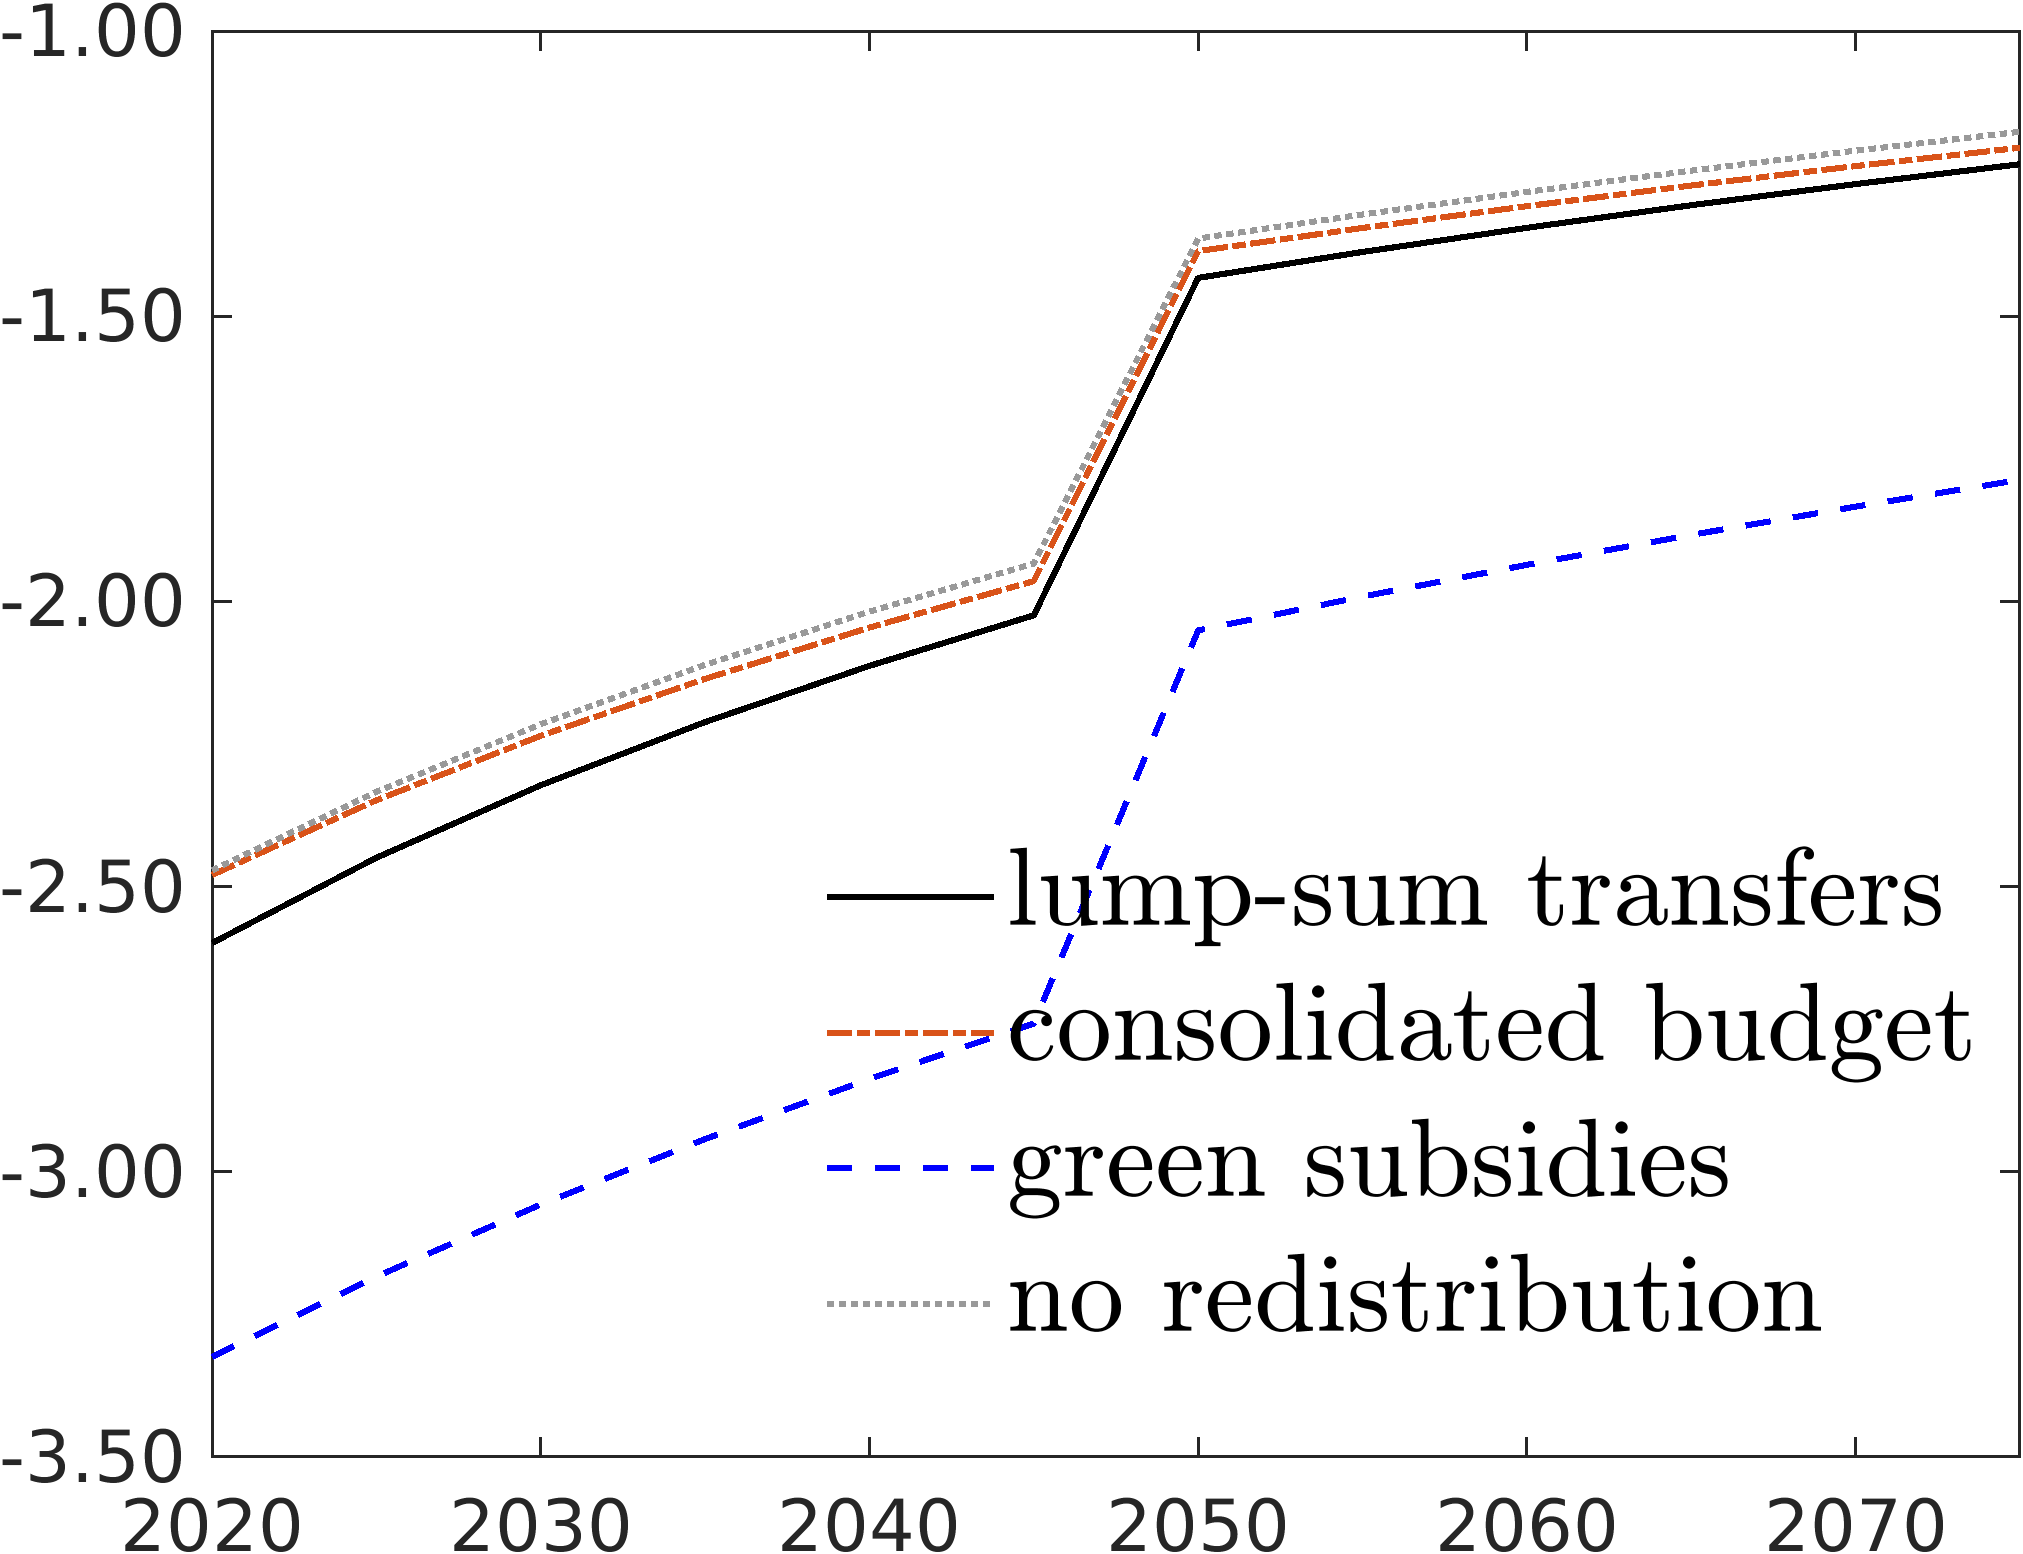 -1.00
-1.50
-2.00
-2.50
-3.00
-3.50
lump-sum transfers
consolidated budget
green subsidies
no redistribution
2020 2030 2040 2050 2060 2070